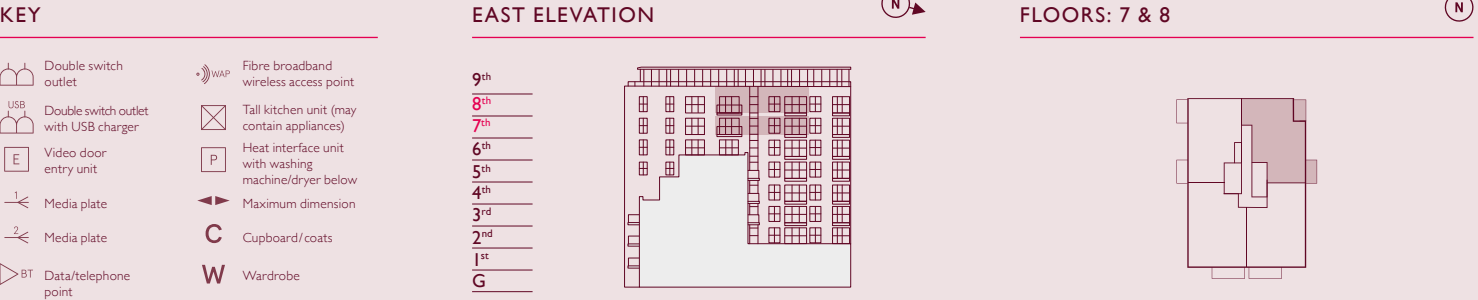 KEY
Double switch
outlet
USB
Double switch outlet
with USB charger
E
Video door
entry unit
1
Media plate
2
Media plate
BT
Data/telephone
point
WAP
Fibre broadband
wireless access point
Tall kitchen unit (may
contain appliances)
P
Heat interface unit
with washing
machine/dryer below
Maximum dimension
C
Cupboard/coats
W
Wardrobe
EAST ELEVATION
N
9th
8th
7th
6th
5th
4th
3rd
2nd
1st
G
FLOORS: 7 & 8
N